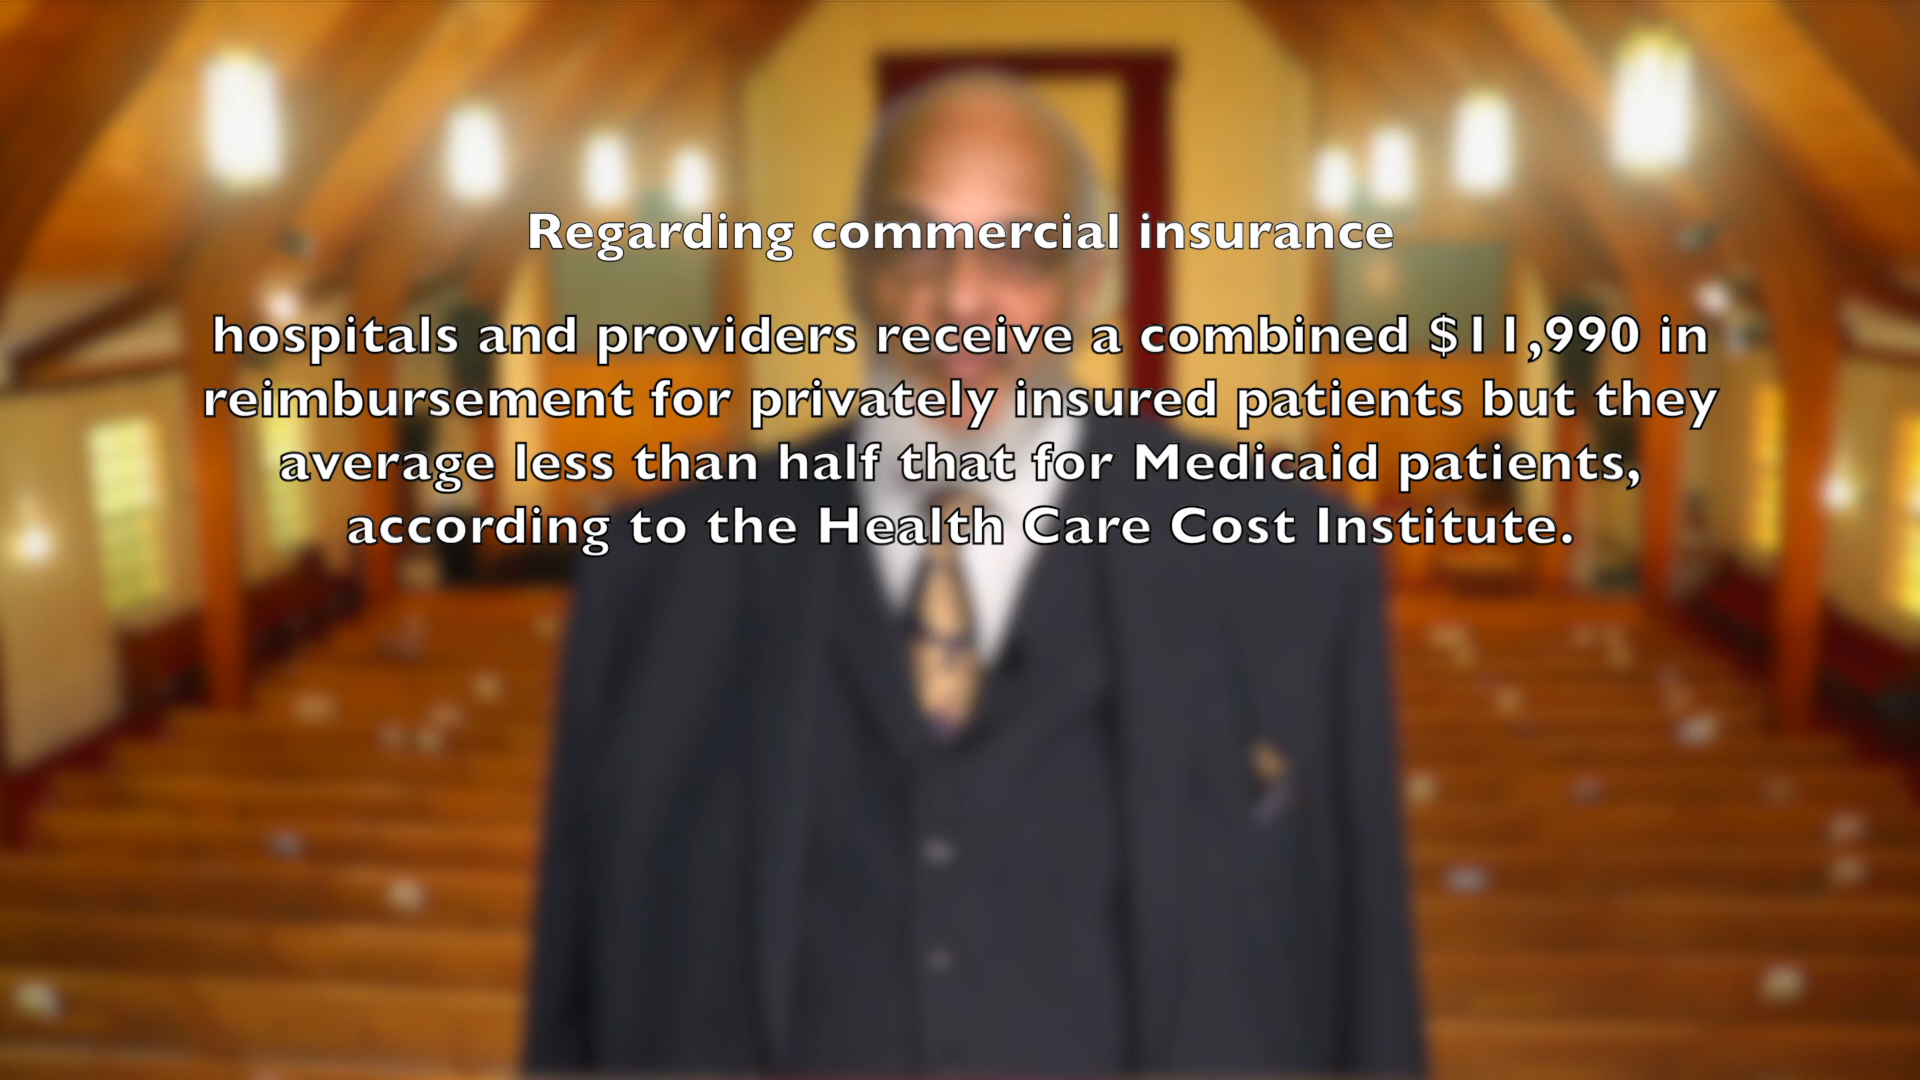 Regarding commercial insurance
hospitals and providers receive a combined $11,990 in
reimbursement for privately insured patients but they
average less than half that for Medicaid patients,
according to the Health Care Cost Institute.